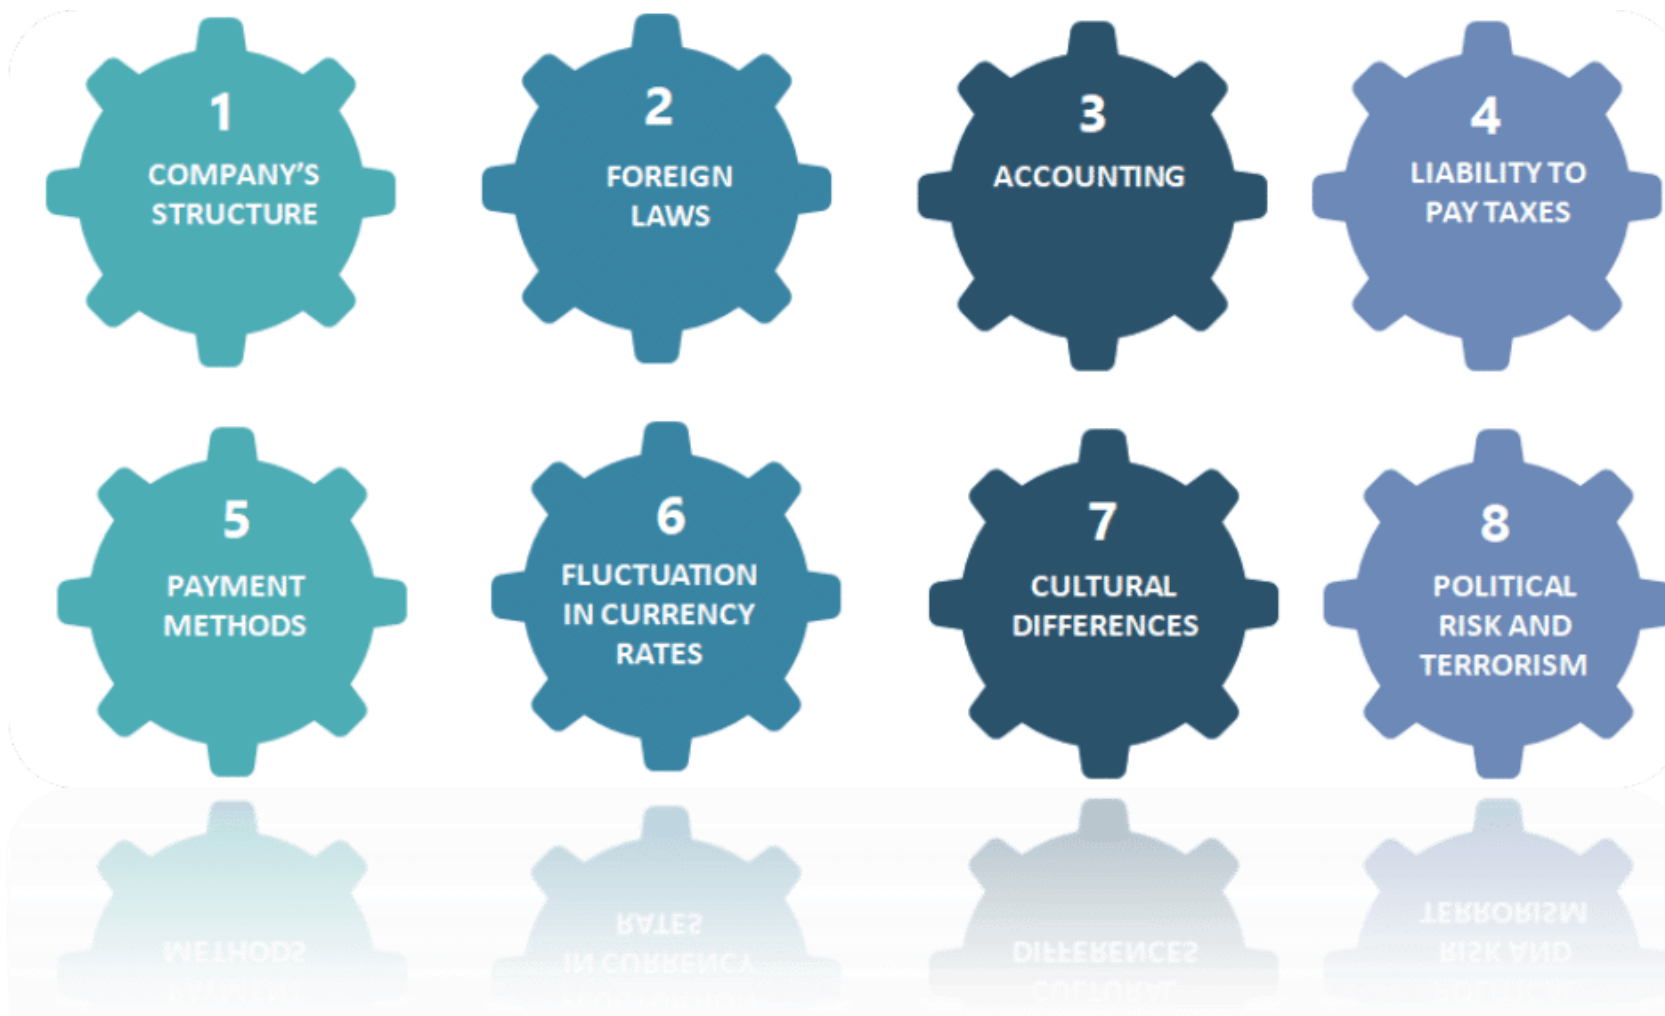 1
COMPANY’S
STRUCTURE
2
FOREIGN
LAWS
3
ACCOUNTING
4
LIABILITY TO
PAY TAXES
5
PAYMENT
METHODS
6
FLUCTUATION
IN CURRENCY
RATES
7
CULTURAL
DIFFERENCES
8
POLITICAL
RISK AND
TERRORISM